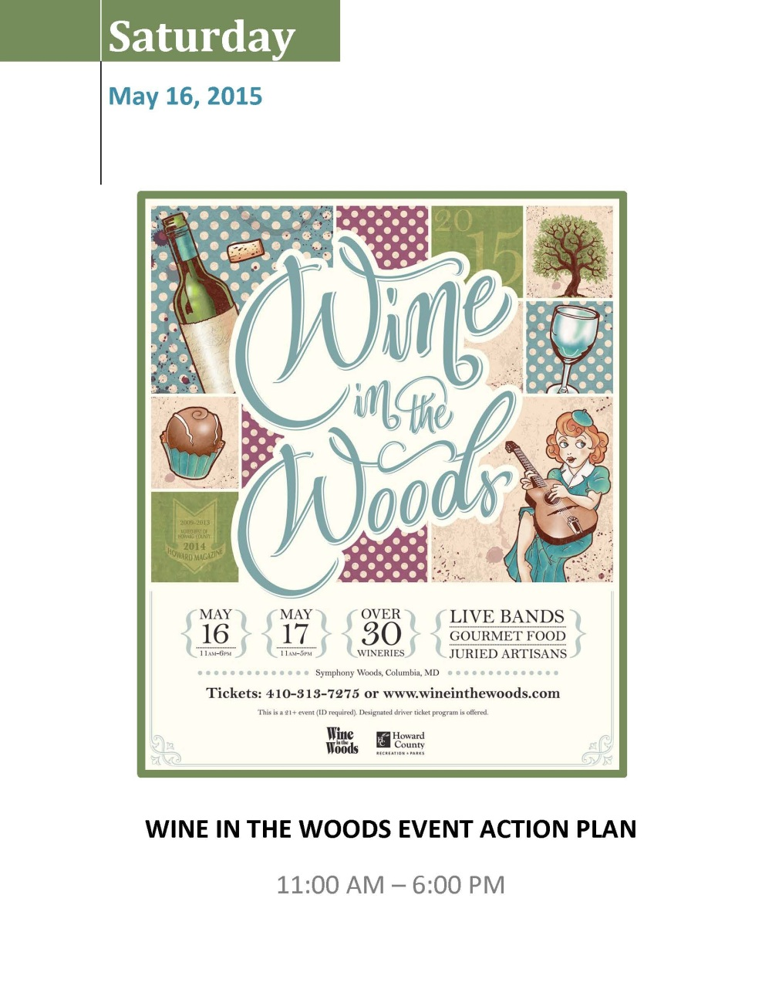 Saturday
May 16, 2015
2015
Wine
in the
Woods
2009-2013
HOWARD COUNTY
2014
HOWARD MAGAZINE
MAY
16
11AM-6PM
MAY
17
11AM-5PM
OVER
30
WINERIES
LIVE BANDS
GOURMET FOOD
JURIED ARTISANS
Symphony Woods, Columbia, MD
Tickets: 410-313-7275 or www.wineinthewoods.com
This is a 21+ event (ID required). Designated driver ticket program is offered.
Wine
in the
Woods
HC
Howard
County
RECREATION & PARKS
WINE IN THE WOODS EVENT ACTION PLAN
11:00 AM – 6:00 PM